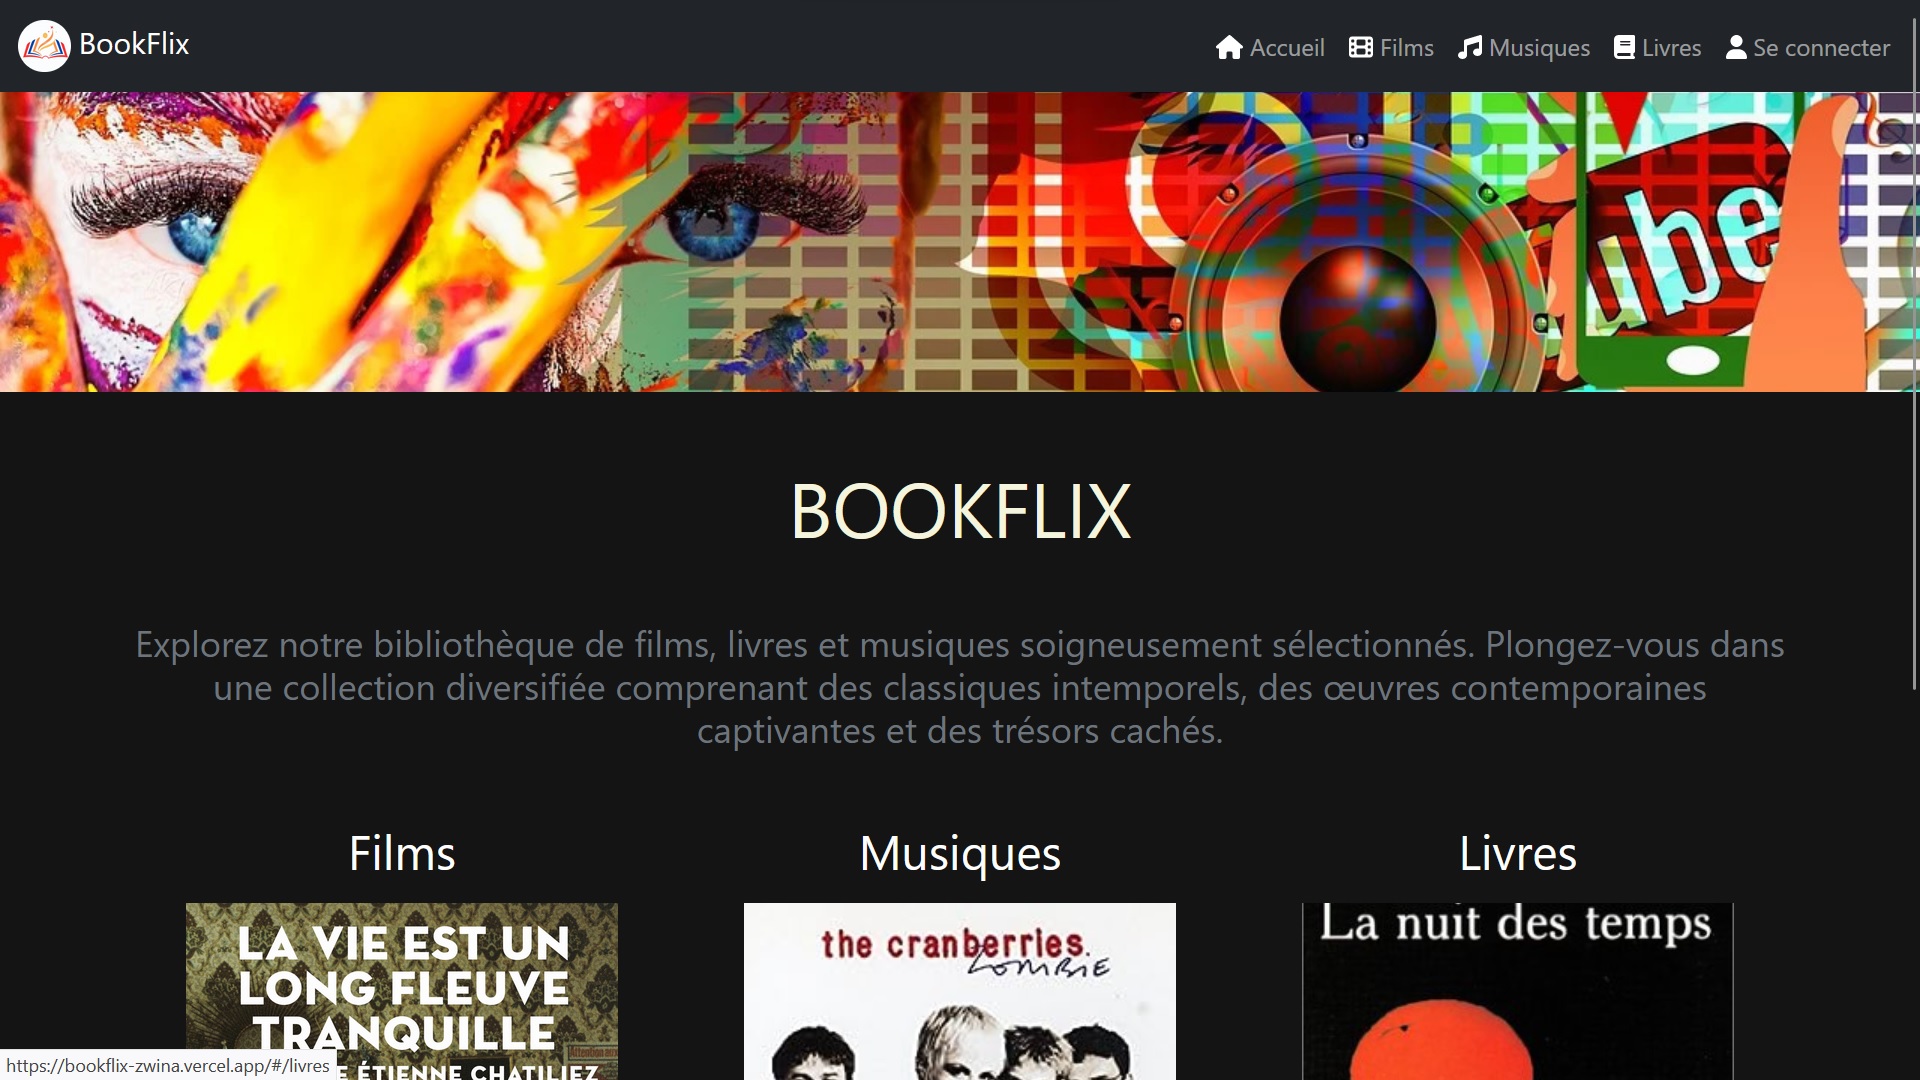 BookFlix
Accueil
Films
Musiques
Livres
Se connecter
ube
BOOKFLIX
Explorez notre bibliothèque de films, livres et musiques soigneusement sélectionnés. Plongez-vous dans
une collection diversifiée comprenant des classiques intemporels, des œuvres contemporaines
captivantes et des trésors cachés.
Films
Musiques
Livres
LA VIE EST UN
LONG FLEUVE
TRANQUILLE
E ÉTIENNE CHATILIEZ
the cranberries.
ZOMBIE
La nuit des temps
https://bookflix-zwina.vercel.app/#/livres